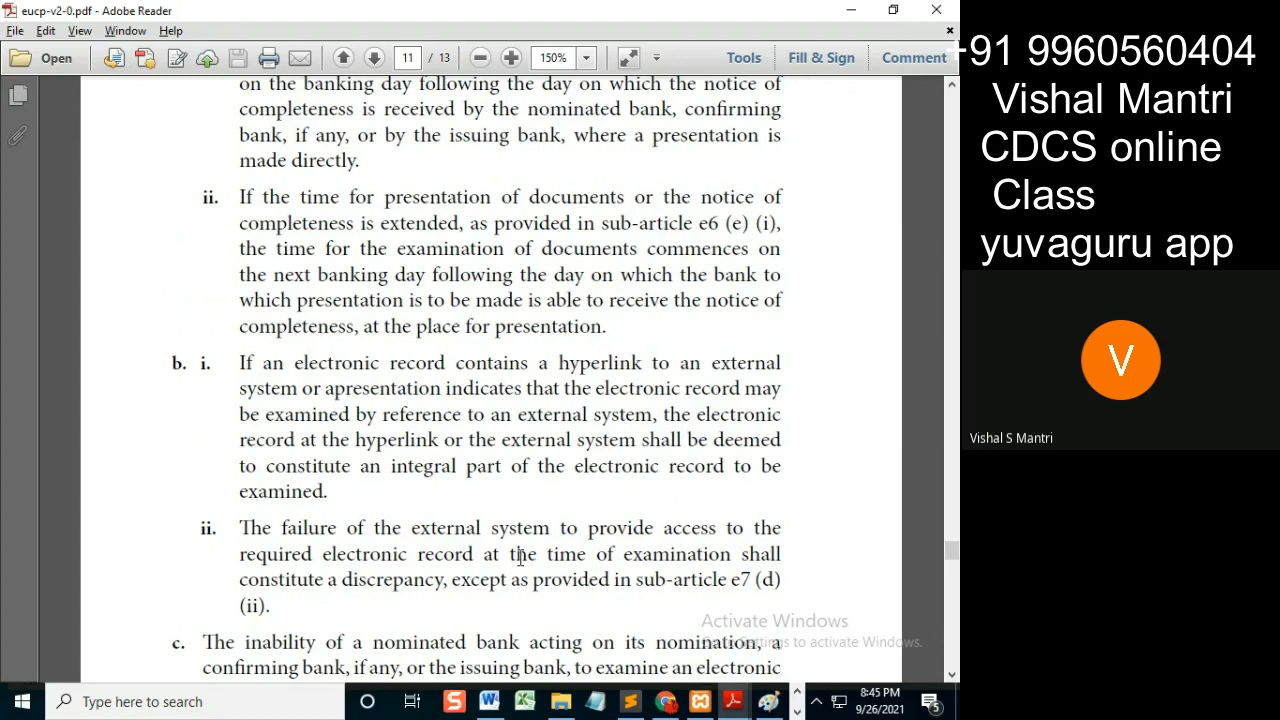 eucp-v2-0.pdf - Adobe Reader
File Edit View Window Help
Open 11 / 13 150% Tools Fill & Sign Comment
on the banking day following the day on which the notice of
completeness is received by the nominated bank, confirming
bank, if any, or by the issuing bank, where a presentation is
made directly.
ii. If the time for presentation of documents or the notice of
completeness is extended, as provided in sub-article e6 (e) (i),
the time for the examination of documents commences on
the next banking day following the day on which the bank to
which presentation is to be made is able to receive the notice of
completeness, at the place for presentation.
b. i. If an electronic record contains a hyperlink to an external
system or apresentation indicates that the electronic record may
be examined by reference to an external system, the electronic
record at the hyperlink or the external system shall be deemed
to constitute an integral part of the electronic record to be
examined.
ii. The failure of the external system to provide access to the
required electronic record at the time of examination shall
constitute a discrepancy, except as provided in sub-article e7 (d)
(ii).
c. The inability of a nominated bank acting on its nomination, a
confirming bank, if any, or the issuing bank, to examine an electronic
Activate Windows
Go to Settings to activate Windows.
Type here to search
8:45 PM
9/26/2021
5
+91 9960560404
Vishal Mantri
CDCS online
Class
yuvaguru app
V
Vishal S Mantri